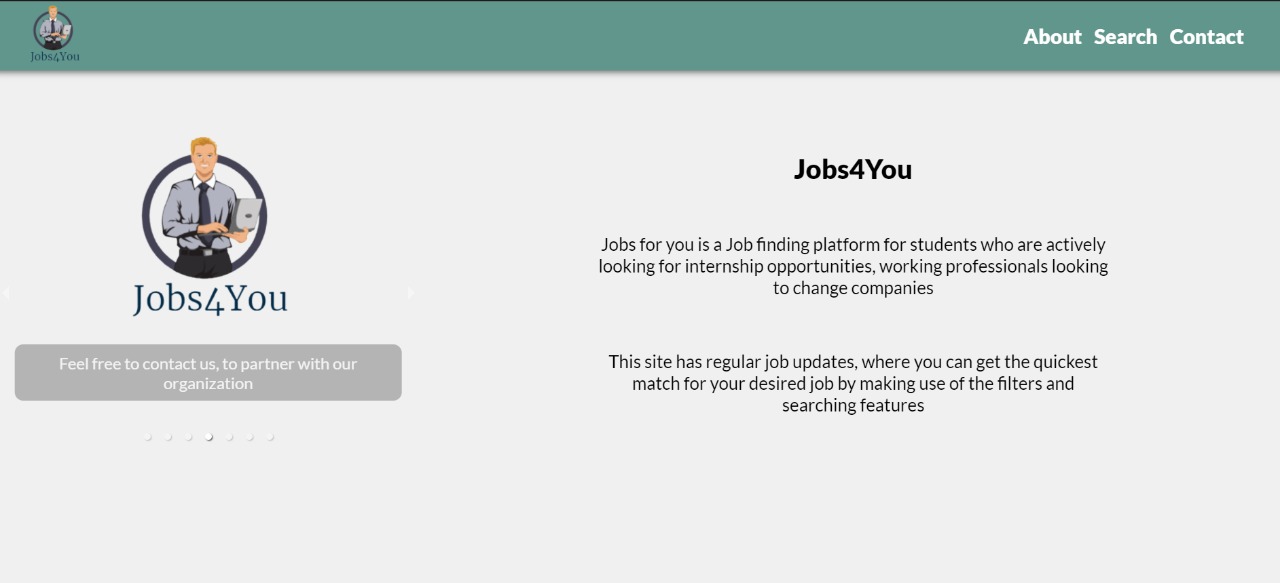 Jobs4You
About Search Contact
Jobs4You
Feel free to contact us, to partner with our
organization
Jobs4You
Jobs for you is a Job finding platform for students who are actively
looking for internship opportunities, working professionals looking
to change companies
This site has regular job updates, where you can get the quickest
match for your desired job by making use of the filters and
searching features